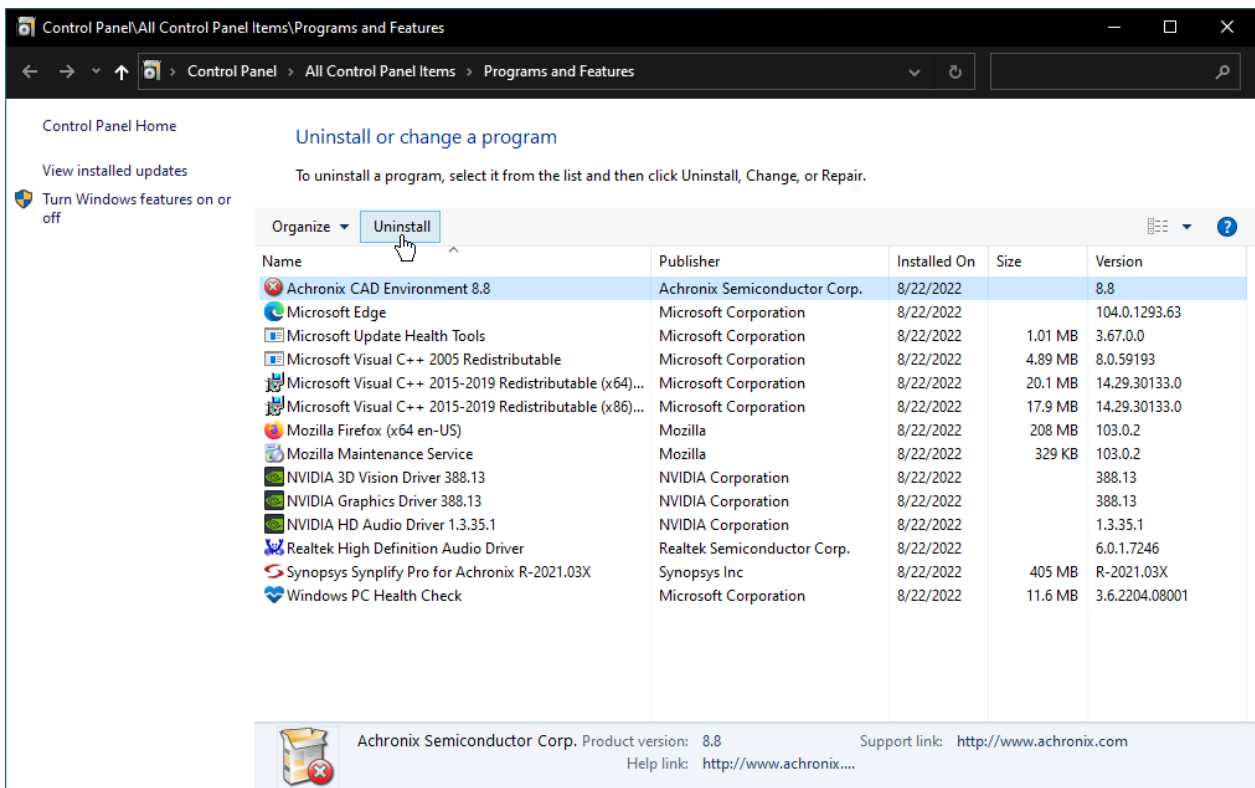 Control Panel\All Control Panel Items\Programs and Features
Control Panel > All Control Panel Items > Programs and Features
Control Panel Home
View installed updates
Turn Windows features on or
off
Uninstall or change a program
To uninstall a program, select it from the list and then click Uninstall, Change, or Repair.
Organize Uninstall
Name Publisher Installed On Size Version
Achronix CAD Environment 8.8 Achronix Semiconductor Corp. 8/22/2022 8.8
Microsoft Edge Microsoft Corporation 8/22/2022 104.0.1293.63
Microsoft Update Health Tools Microsoft Corporation 8/22/2022 1.01 MB 3.67.0.0
Microsoft Visual C++ 2005 Redistributable Microsoft Corporation 8/22/2022 4.89 MB 8.0.59193
Microsoft Visual C++ 2015-2019 Redistributable (x64)... Microsoft Corporation 8/22/2022 20.1 MB 14.29.30133.0
Microsoft Visual C++ 2015-2019 Redistributable (x86)... Microsoft Corporation 8/22/2022 17.9 MB 14.29.30133.0
Mozilla Firefox (x64 en-US) Mozilla 8/22/2022 208 MB 103.0.2
Mozilla Maintenance Service Mozilla 8/22/2022 329 KB 103.0.2
NVIDIA 3D Vision Driver 388.13 NVIDIA Corporation 8/22/2022 388.13
NVIDIA Graphics Driver 388.13 NVIDIA Corporation 8/22/2022 388.13
NVIDIA HD Audio Driver 1.3.35.1 NVIDIA Corporation 8/22/2022 1.3.35.1
Realtek High Definition Audio Driver Realtek Semiconductor Corp. 8/22/2022 6.0.1.7246
Synopsys Synplify Pro for Achronix R-2021.03X Synopsys Inc 8/22/2022 405 MB R-2021.03X
Windows PC Health Check Microsoft Corporation 8/22/2022 11.6 MB 3.6.2204.08001
Achronix Semiconductor Corp. Product version: 8.8 Support link: http://www.achronix.com
Help link: http://www.achronix....